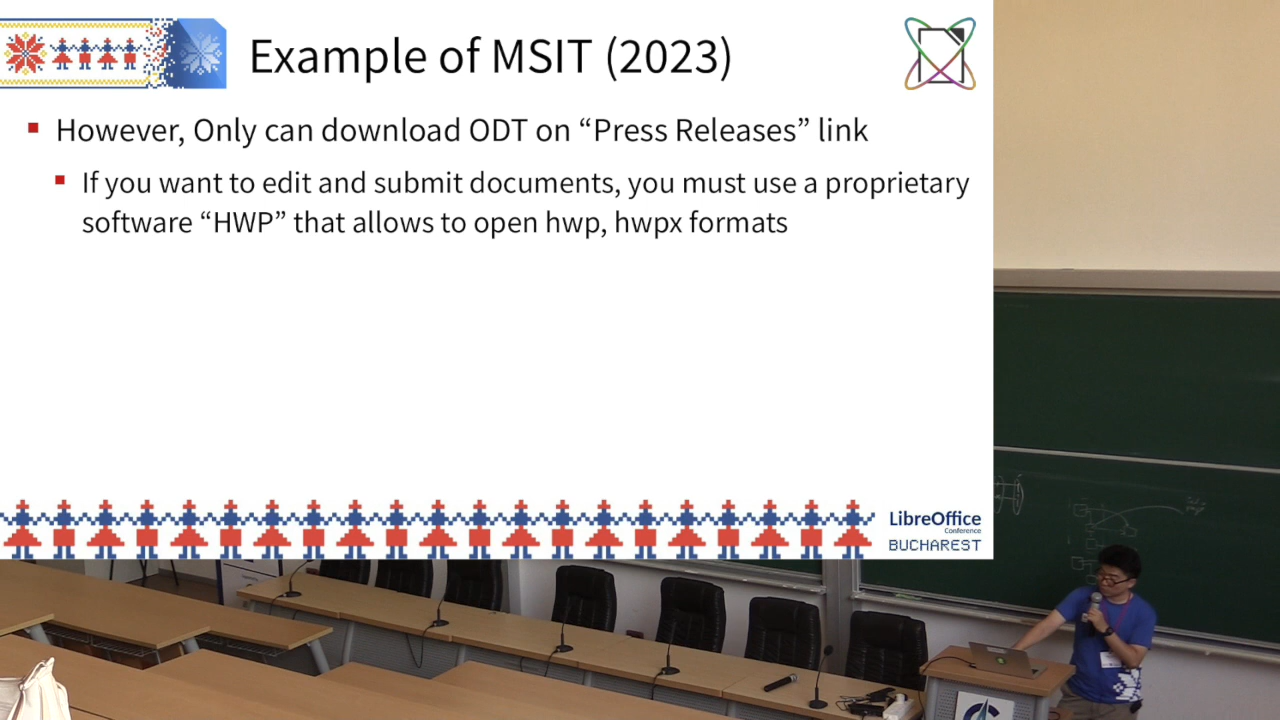 Example of MSIT (2023)
However, Only can download ODT on “Press Releases” link
If you want to edit and submit documents, you must use a proprietary
software “HWP” that allows to open hwp, hwpx formats
LibreOffice
Conference
BUCHAREST